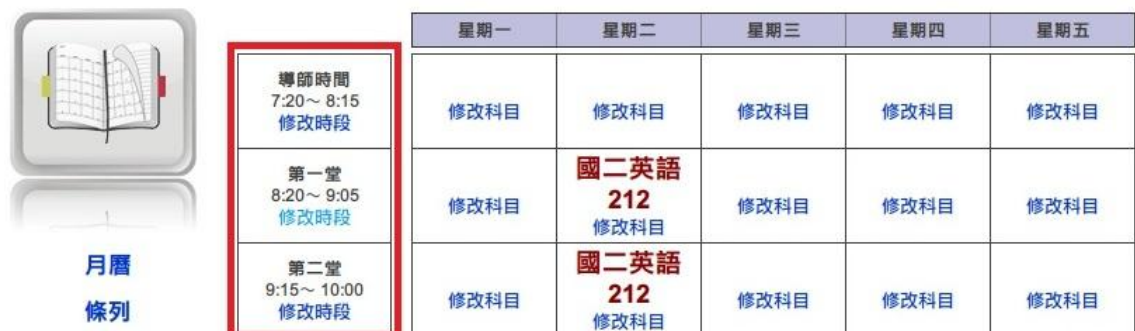 星期一 星期二 星期三 星期四 星期五
導師時間
7:20～ 8:15
修改時段
修改科目 修改科目 修改科目 修改科目 修改科目
第一堂
8:20～ 9:05
修改時段
修改科目
國二英語
212
修改科目
修改科目 修改科目 修改科目
第二堂
9:15～ 10:00
修改時段
修改科目
國二英語
212
修改科目
修改科目 修改科目 修改科目
月曆
條列